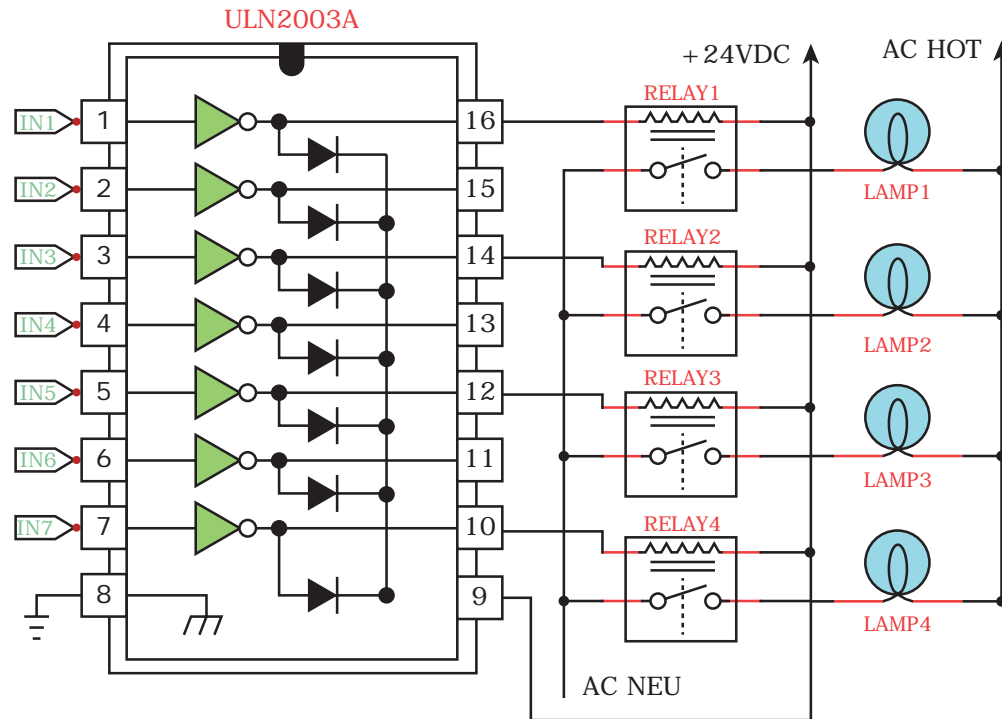 ULN2003A
+24VDC
AC HOT
IN1 1 16
IN2 2 15
IN3 3 14
IN4 4 13
IN5 5 12
IN6 6 11
IN7 7 10
8 9
RELAY1
LAMP1
RELAY2
LAMP2
RELAY3
LAMP3
RELAY4
LAMP4
AC NEU